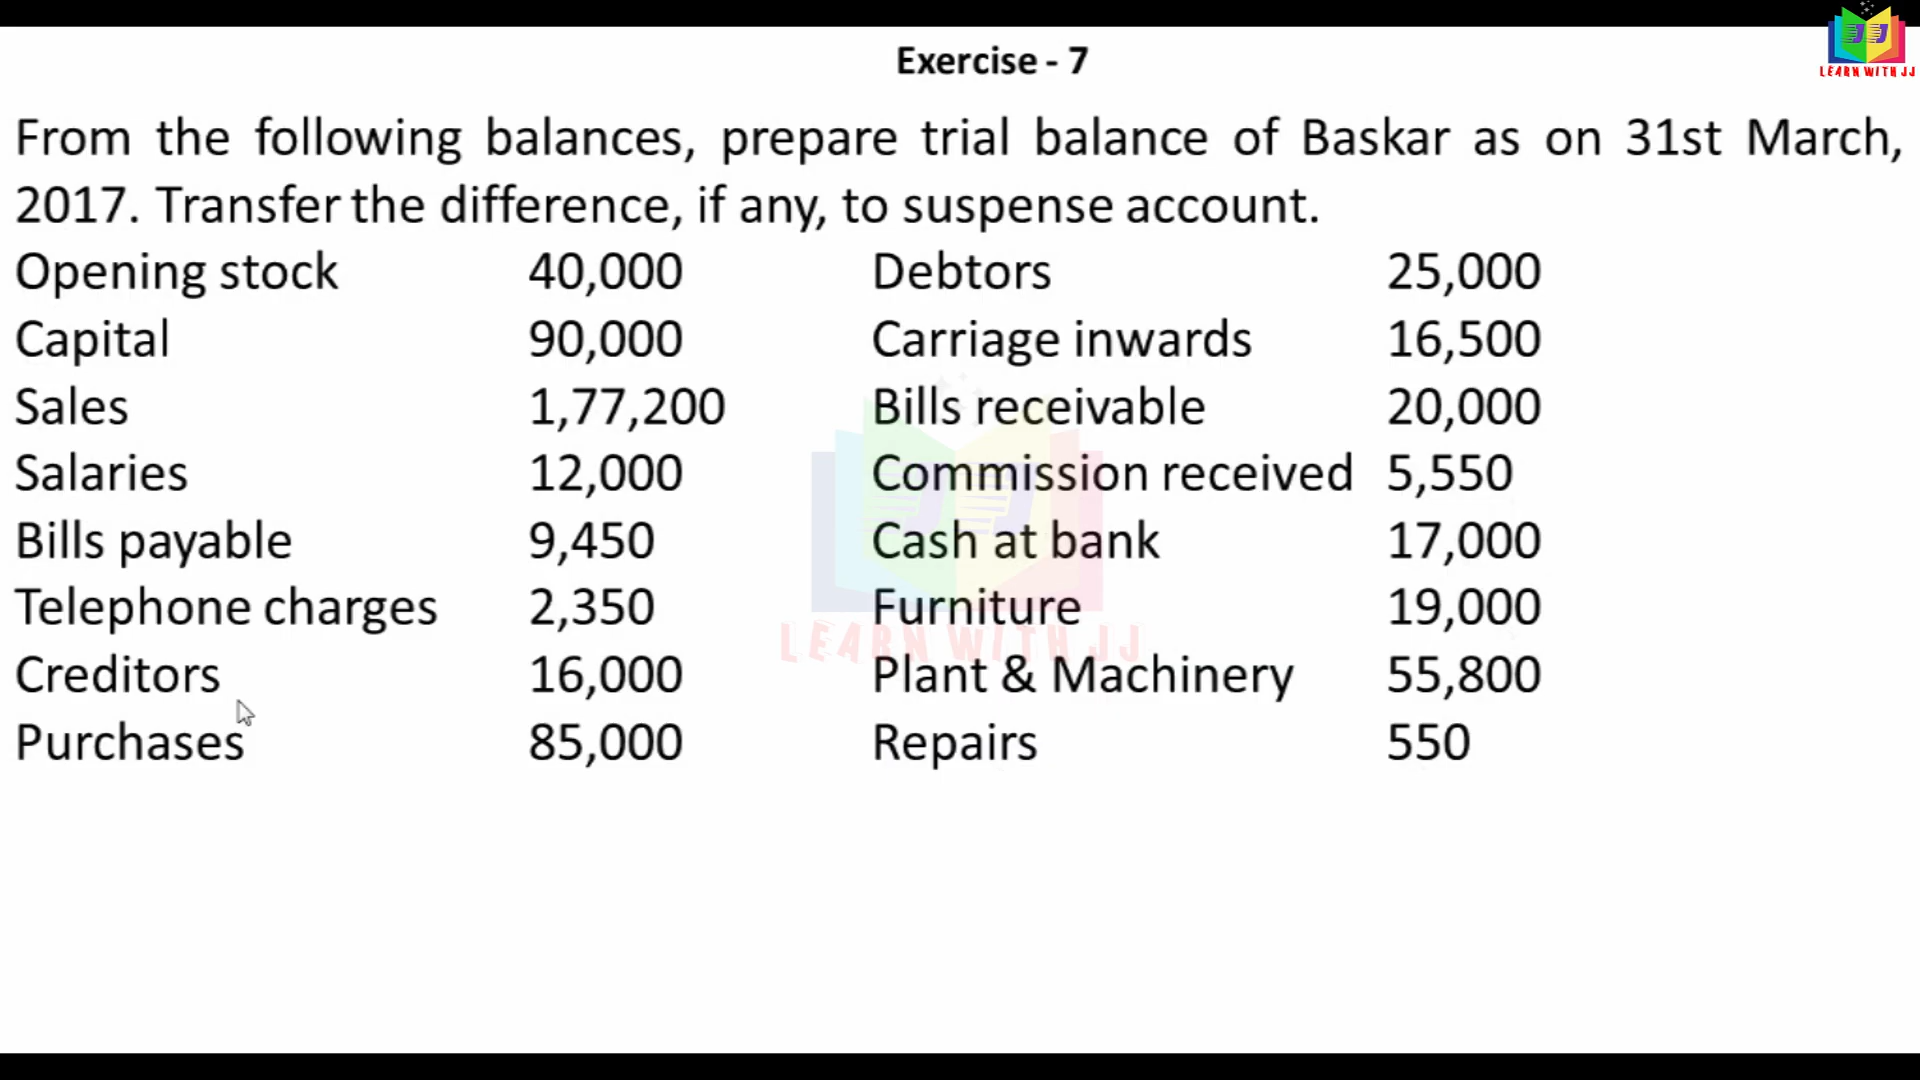 LEARN WITH JJ
Exercise - 7
From the following balances, prepare trial balance of Baskar as on 31st March,
2017. Transfer the difference, if any, to suspense account.
Opening stock 40,000 Debtors 25,000
Capital 90,000 Carriage inwards 16,500
Sales 1,77,200 Bills receivable 20,000
Salaries 12,000 Commission received 5,550
Bills payable 9,450 Cash at bank 17,000
Telephone charges 2,350 Furniture 19,000
LEARN WITH JJ
Creditors 16,000 Plant & Machinery 55,800
Purchases 85,000 Repairs 550